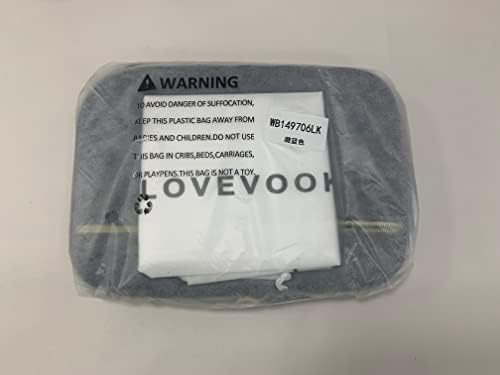 WARNING
TO AVOID DANGER OF SUFFOCATION,
KEEP THIS PLASTIC BAG AWAY FROM
BABIES AND CHILDREN.DO NOT USE
THIS BAG IN CRIBS,BEDS,CARRIAGES,
OR PLAYPENS.THIS BAG IS NOT A TOY.
WB149706LK
LOVEVOOK